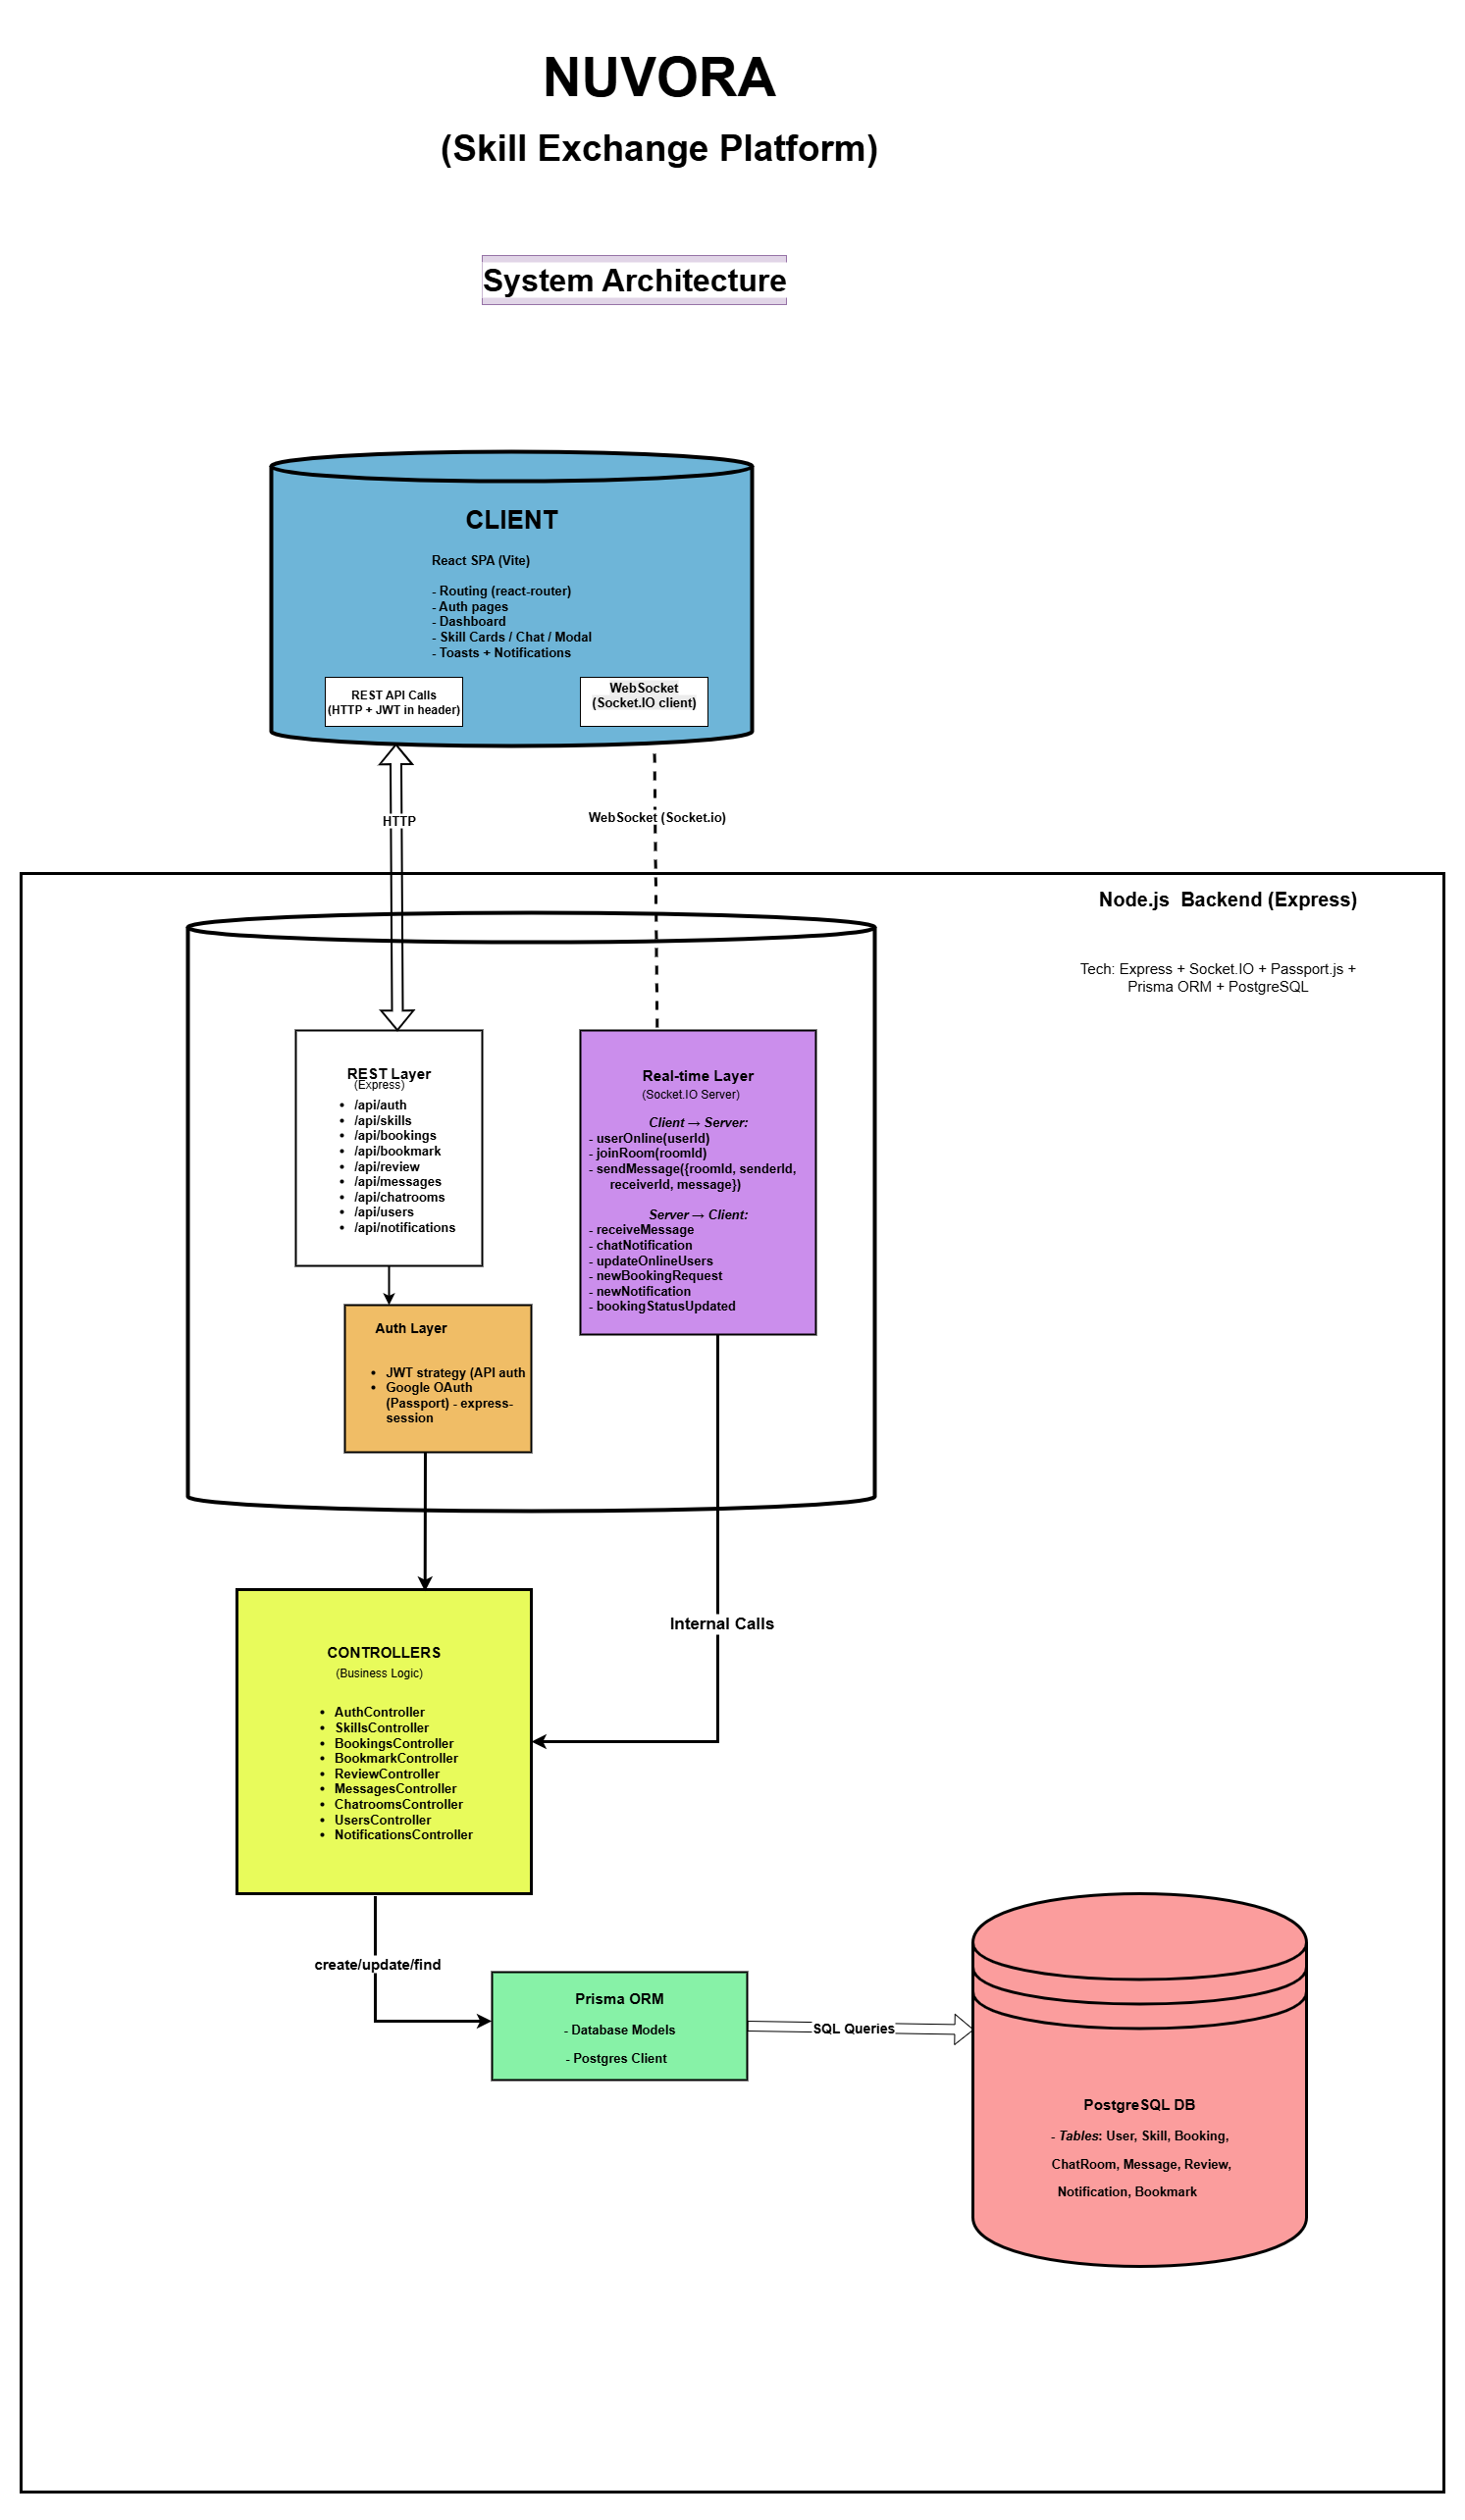 NUVORA
(Skill Exchange Platform)
System Architecture
CLIENT
React SPA (Vite)
- Routing (react-router)
- Auth pages
- Dashboard
- Skill Cards / Chat / Modal
- Toasts + Notifications
REST API Calls
(HTTP + JWT in header)
WebSocket
(Socket.IO client)
HTTP
WebSocket (Socket.io)
Node.js  Backend (Express)
Tech: Express + Socket.IO + Passport.js +
Prisma ORM + PostgreSQL
REST Layer
(Express)
• /api/auth
• /api/skills
• /api/bookings
• /api/bookmark
• /api/review
• /api/messages
• /api/chatrooms
• /api/users
• /api/notifications
Real-time Layer
(Socket.IO Server)
Client → Server:
- userOnline(userId)
- joinRoom(roomId)
- sendMessage({roomId, senderId,
receiverId, message})
Server → Client:
- receiveMessage
- chatNotification
- updateOnlineUsers
- newBookingRequest
- newNotification
- bookingStatusUpdated
Auth Layer
• JWT strategy (API auth
• Google OAuth
(Passport) - express-
session
Internal Calls
CONTROLLERS
(Business Logic)
• AuthController
• SkillsController
• BookingsController
• BookmarkController
• ReviewController
• MessagesController
• ChatroomsController
• UsersController
• NotificationsController
create/update/find
Prisma ORM
- Database Models
- Postgres Client
SQL Queries
PostgreSQL DB
- Tables: User, Skill, Booking,
ChatRoom, Message, Review,
Notification, Bookmark